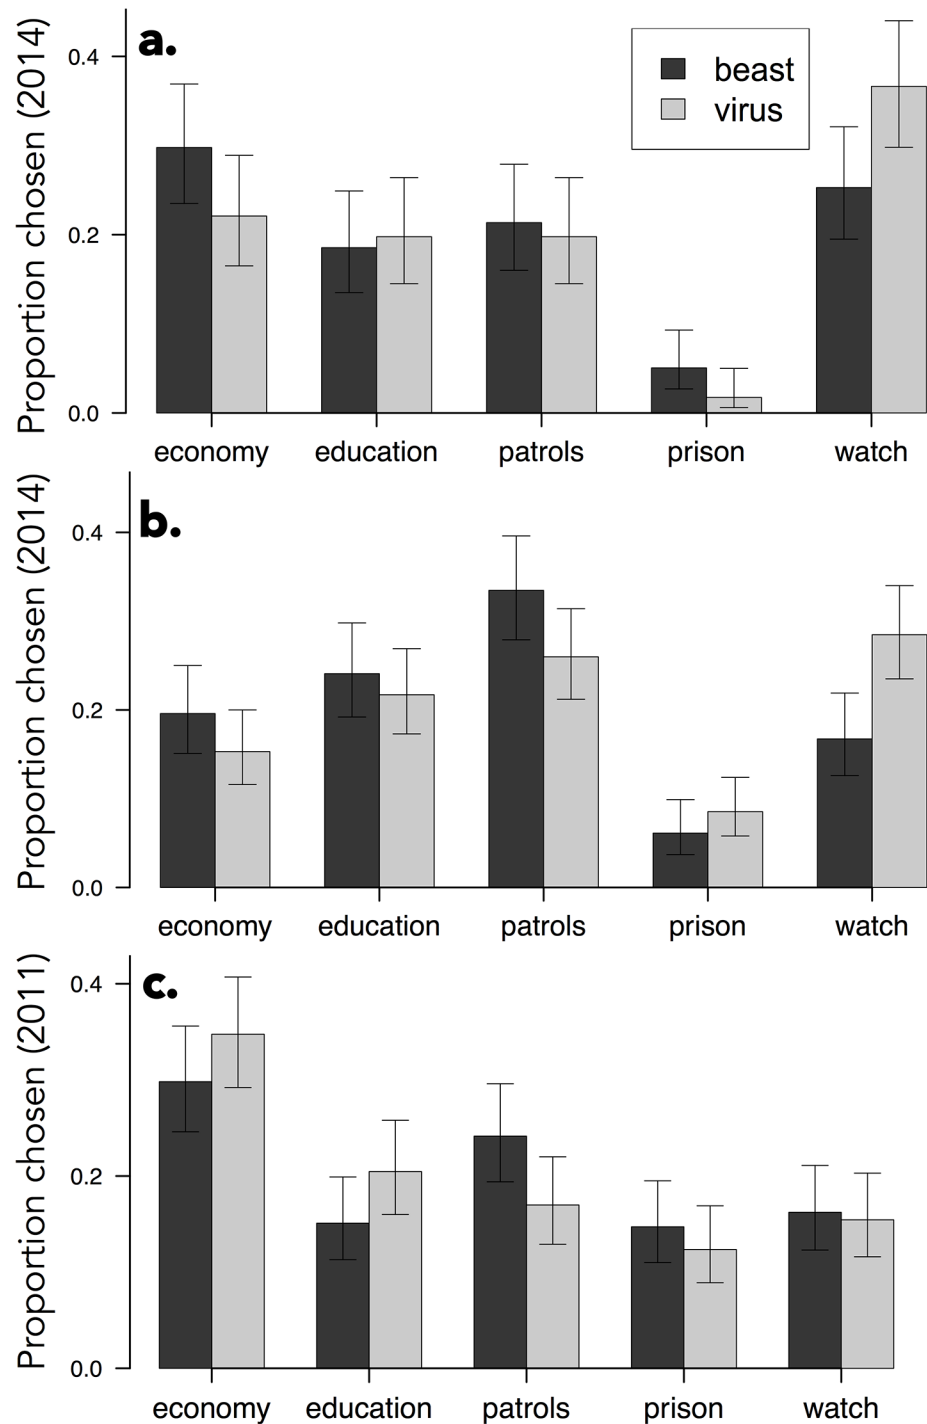 a.
Proportion chosen (2014)
0.4
0.2
0.0
beast
virus
economy education patrols prison watch
b.
Proportion chosen (2014)
0.4
0.2
0.0
economy education patrols prison watch
c.
Proportion chosen (2011)
0.4
0.2
0.0
economy education patrols prison watch